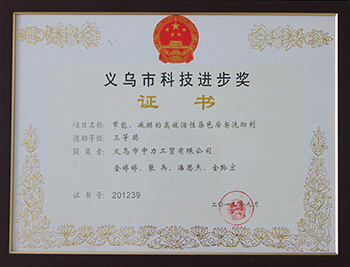 义乌市科技进步奖
证 书
项目名称：节能、减排的高效活性染色后皂洗助剂
奖励等级：三等奖
获 奖 者：义乌市中力工贸有限公司
金婷婷、张兵、潘思杰、金黔宏
证 书 号：201239